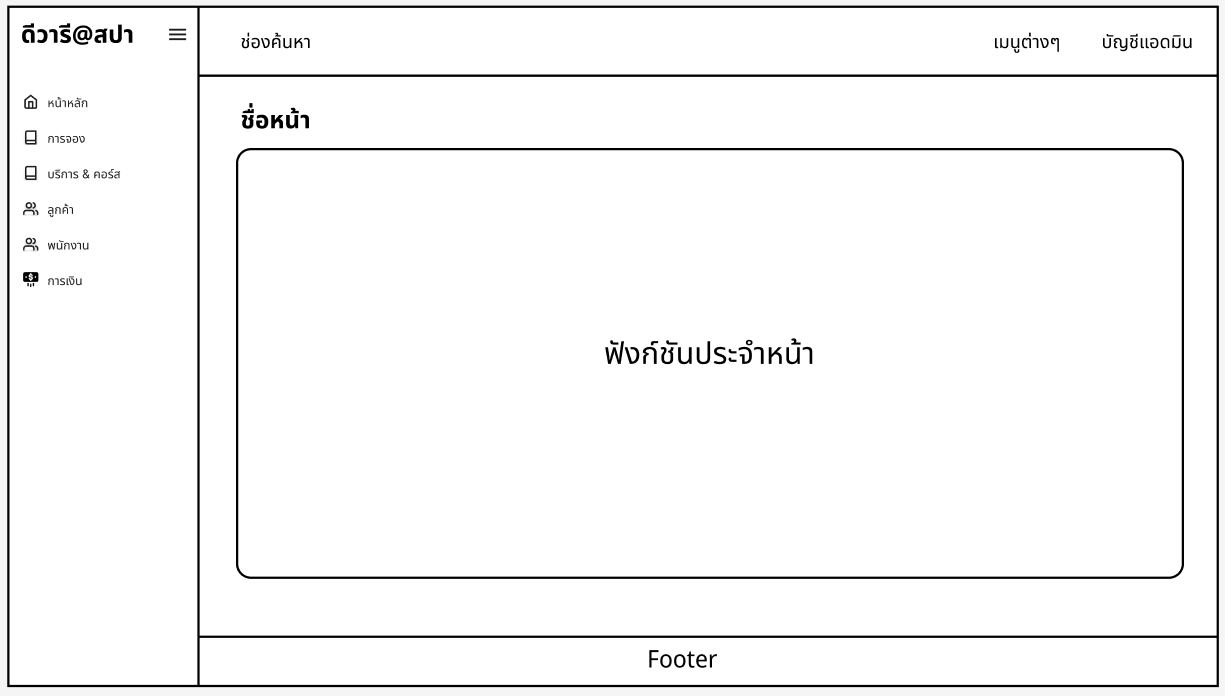 ดีวารี@สปา
หน้าหลัก
การจอง
บริการ & คอร์ส
ลูกค้า
พนักงาน
การเงิน
ช่องค้นหา
เมนูต่างๆ
บัญชีแอดมิน
ชื่อหน้า
ฟังก์ชันประจำหน้า
Footer